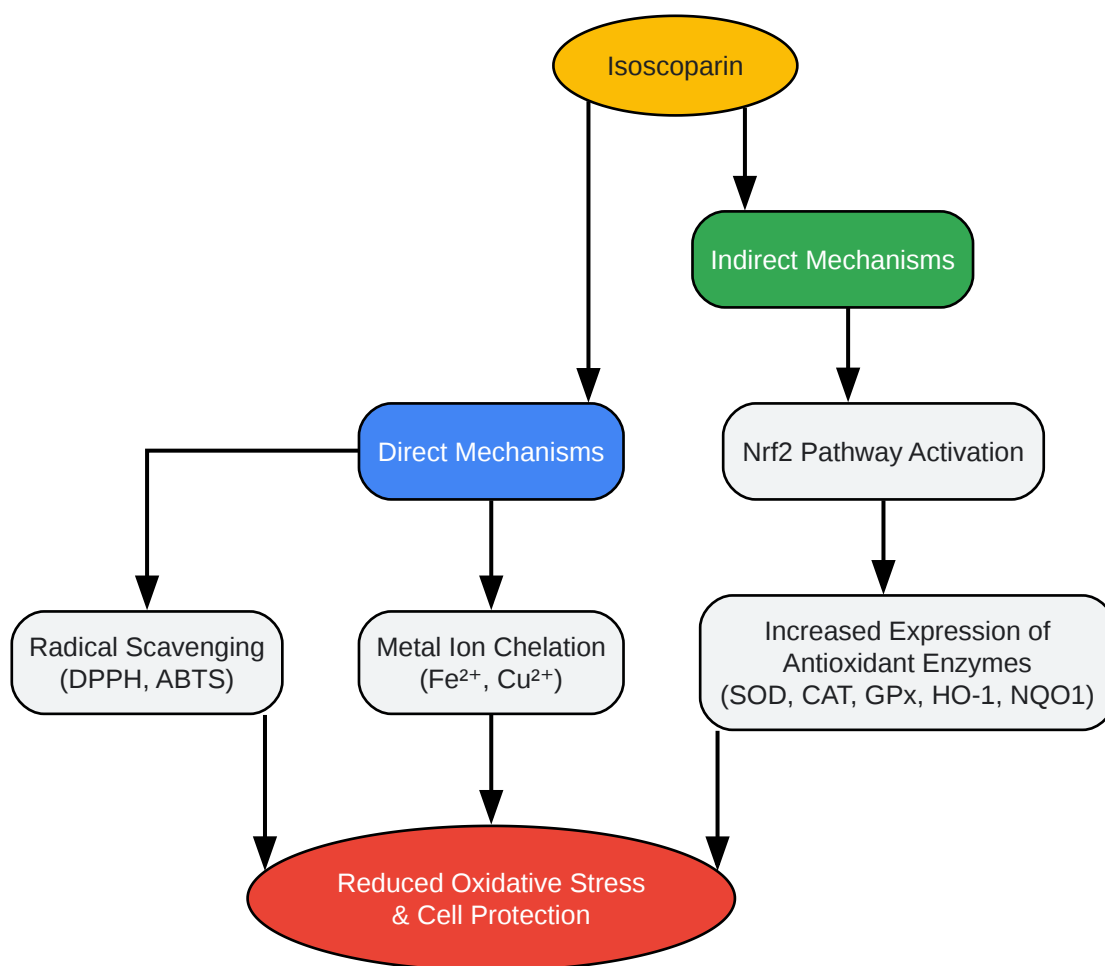 Isoscoparin
Indirect Mechanisms
Direct Mechanisms
Nrf2 Pathway Activation
Radical Scavenging
(DPPH, ABTS)
Metal Ion Chelation
(Fe²⁺, Cu²⁺)
Increased Expression of
Antioxidant Enzymes
(SOD, CAT, GPx, HO-1, NQO1)
Reduced Oxidative Stress
& Cell Protection